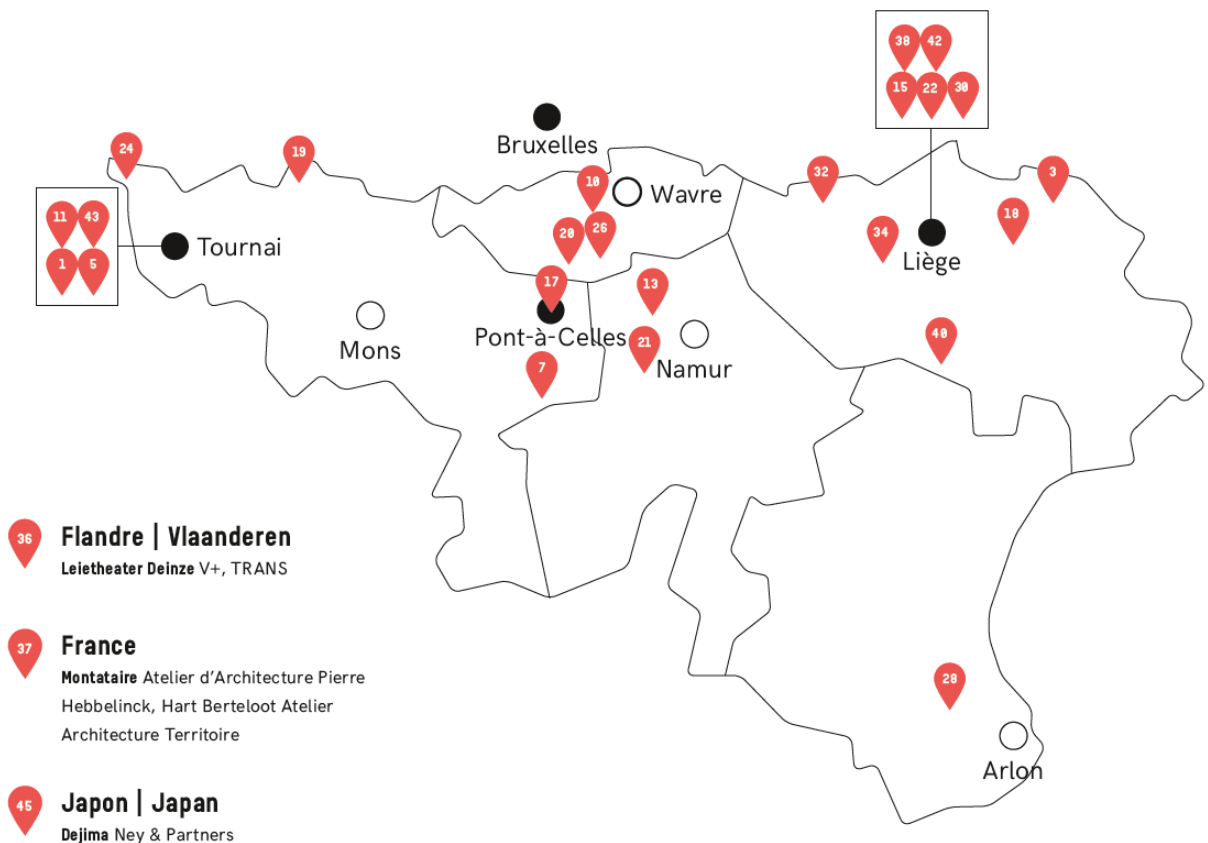 38 42
15 22 30
Bruxelles
24
19
10
Wavre
32
3
11 43
1 5
Tournai
20
26
34
18
Liège
17
13
Pont-à-Celles
Mons
21
Namur
7
40
36
Flandre | Vlaanderen
Leietheater Deinze V+, TRANS
37
France
Montataire Atelier d’Architecture Pierre
Hebbelinck, Hart Berteloot Atelier
Architecture Territoire
28
Arlon
45
Japon | Japan
Dejima Ney & Partners